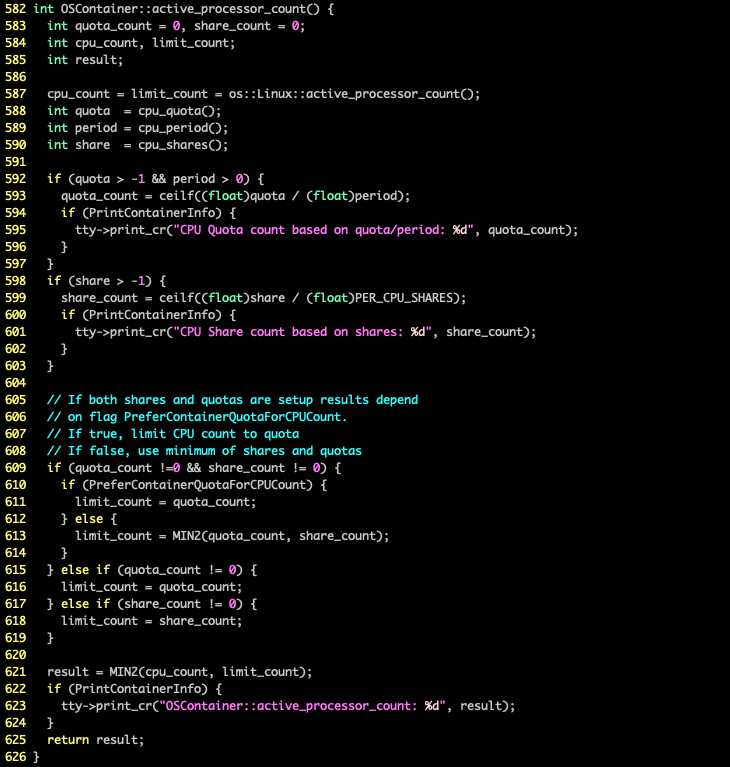 582 int OSContainer::active_processor_count() {
583   int quota_count = 0, share_count = 0;
584   int cpu_count, limit_count;
585   int result;
586
587   cpu_count = limit_count = os::Linux::active_processor_count();
588   int quota  = cpu_quota();
589   int period = cpu_period();
590   int share  = cpu_shares();
591
592   if (quota > -1 && period > 0) {
593     quota_count = ceilf((float)quota / (float)period);
594     if (PrintContainerInfo) {
595       tty->print_cr("CPU Quota count based on quota/period: %d", quota_count);
596     }
597   }
598   if (share > -1) {
599     share_count = ceilf((float)share / (float)PER_CPU_SHARES);
600     if (PrintContainerInfo) {
601       tty->print_cr("CPU Share count based on shares: %d", share_count);
602     }
603   }
604
605   // If both shares and quotas are setup results depend
606   // on flag PreferContainerQuotaForCPUCount.
607   // If true, limit CPU count to quota
608   // If false, use minimum of shares and quotas
609   if (quota_count !=0 && share_count != 0) {
610     if (PreferContainerQuotaForCPUCount) {
611       limit_count = quota_count;
612     } else {
613       limit_count = MIN2(quota_count, share_count);
614     }
615   } else if (quota_count != 0) {
616     limit_count = quota_count;
617   } else if (share_count != 0) {
618     limit_count = share_count;
619   }
620
621   result = MIN2(cpu_count, limit_count);
622   if (PrintContainerInfo) {
623     tty->print_cr("OSContainer::active_processor_count: %d", result);
624   }
625   return result;
626 }